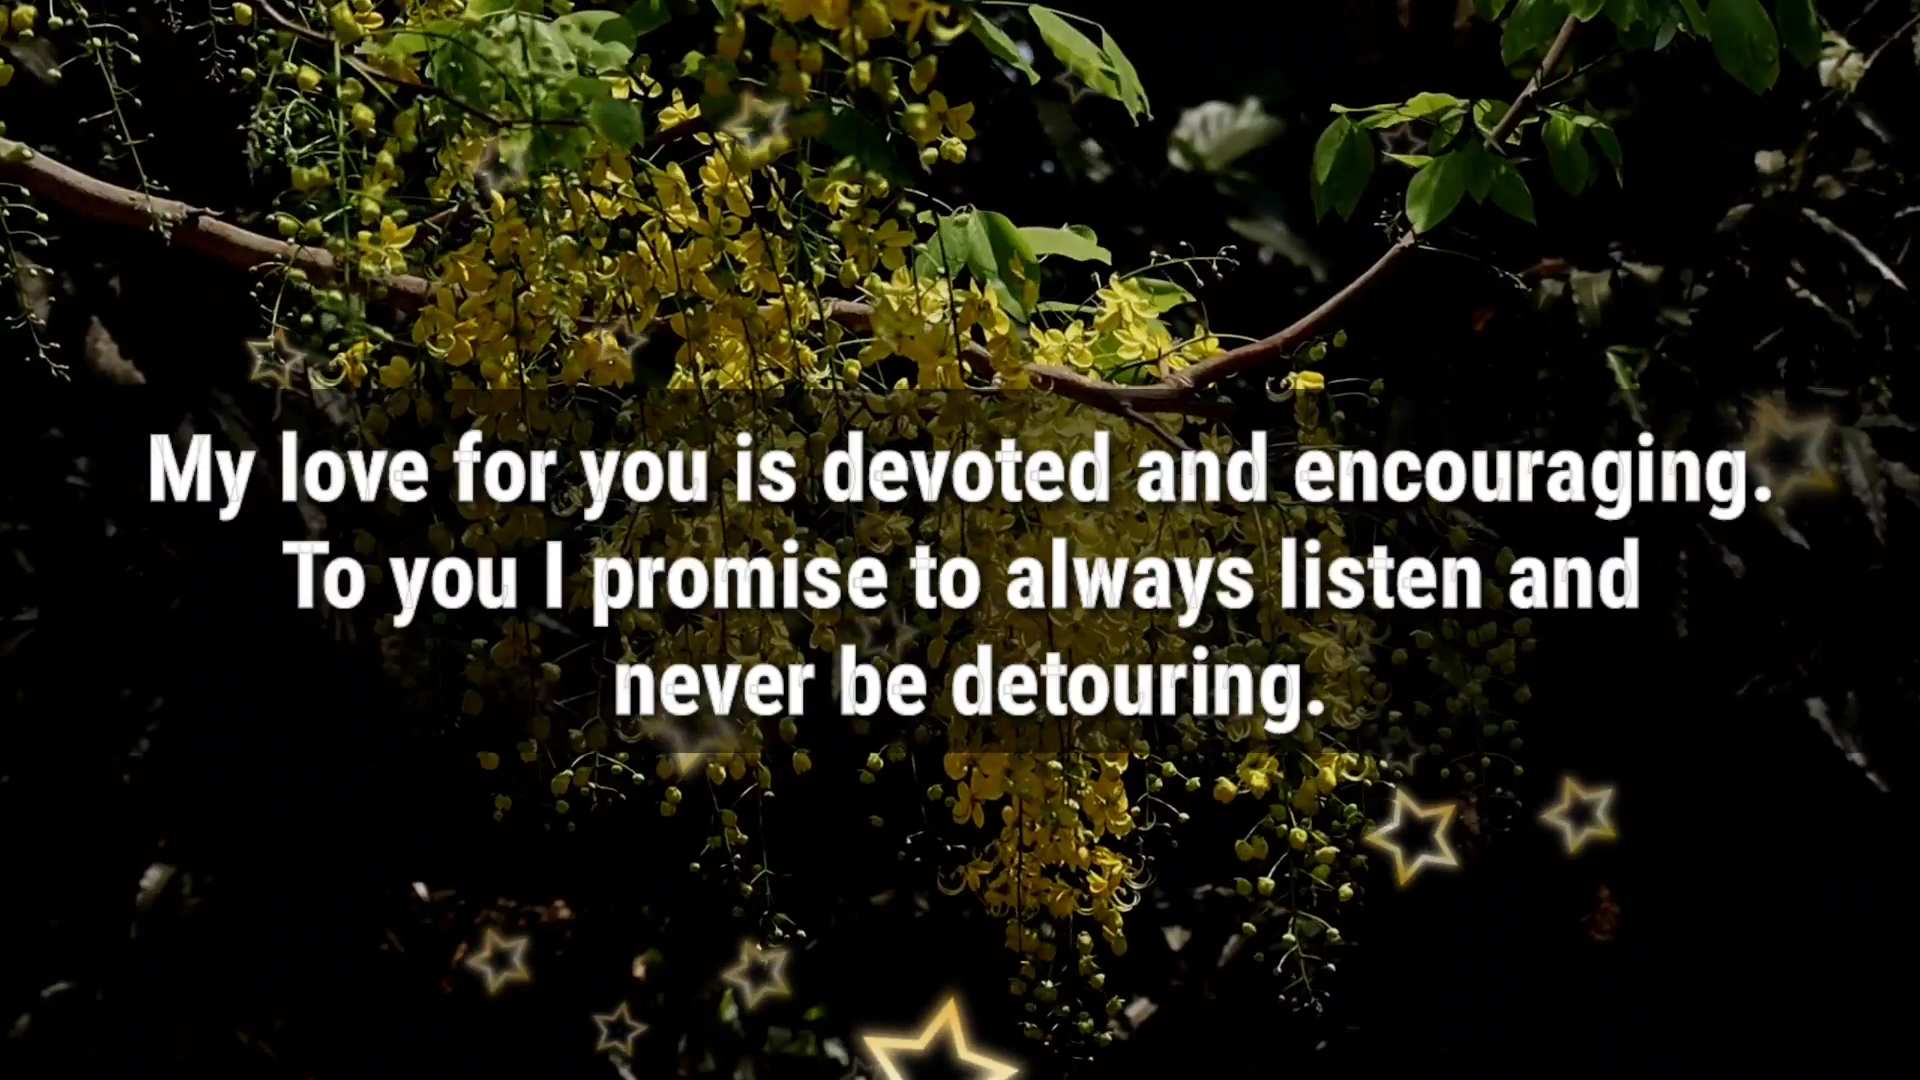 My love for you is devoted and encouraging.
To you I promise to always listen and
never be detouring.